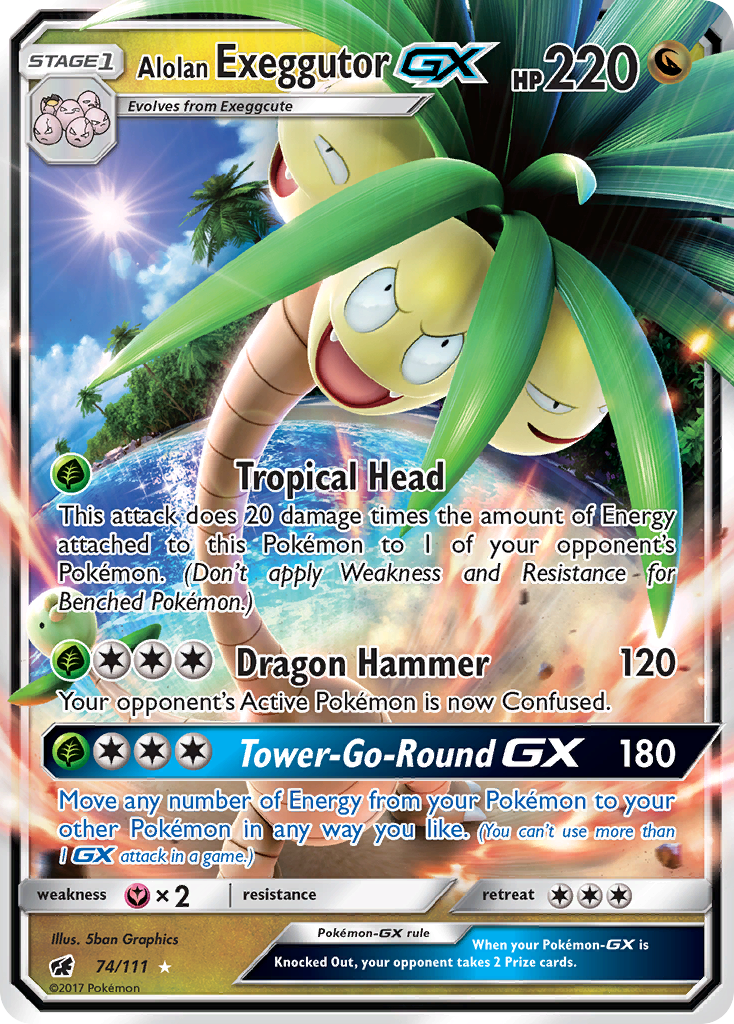 STAGE 1
Alolan Exeggutor GX
HP 220
Evolves from Exeggcute
Tropical Head
This attack does 20 damage times the amount of Energy
attached to this Pokémon to 1 of your opponent's
Pokémon. (Don't apply Weakness and Resistance for
Benched Pokémon.)
Dragon Hammer 120
Your opponent's Active Pokémon is now Confused.
Tower-Go-Round GX 180
Move any number of Energy from your Pokémon to your
other Pokémon in any way you like. (You can't use more than
1 GX attack in a game.)
weakness × 2 resistance retreat
Illus. 5ban Graphics
74/111
©2017 Pokémon
Pokémon-GX rule
When your Pokémon-GX is
Knocked Out, your opponent takes 2 Prize cards.